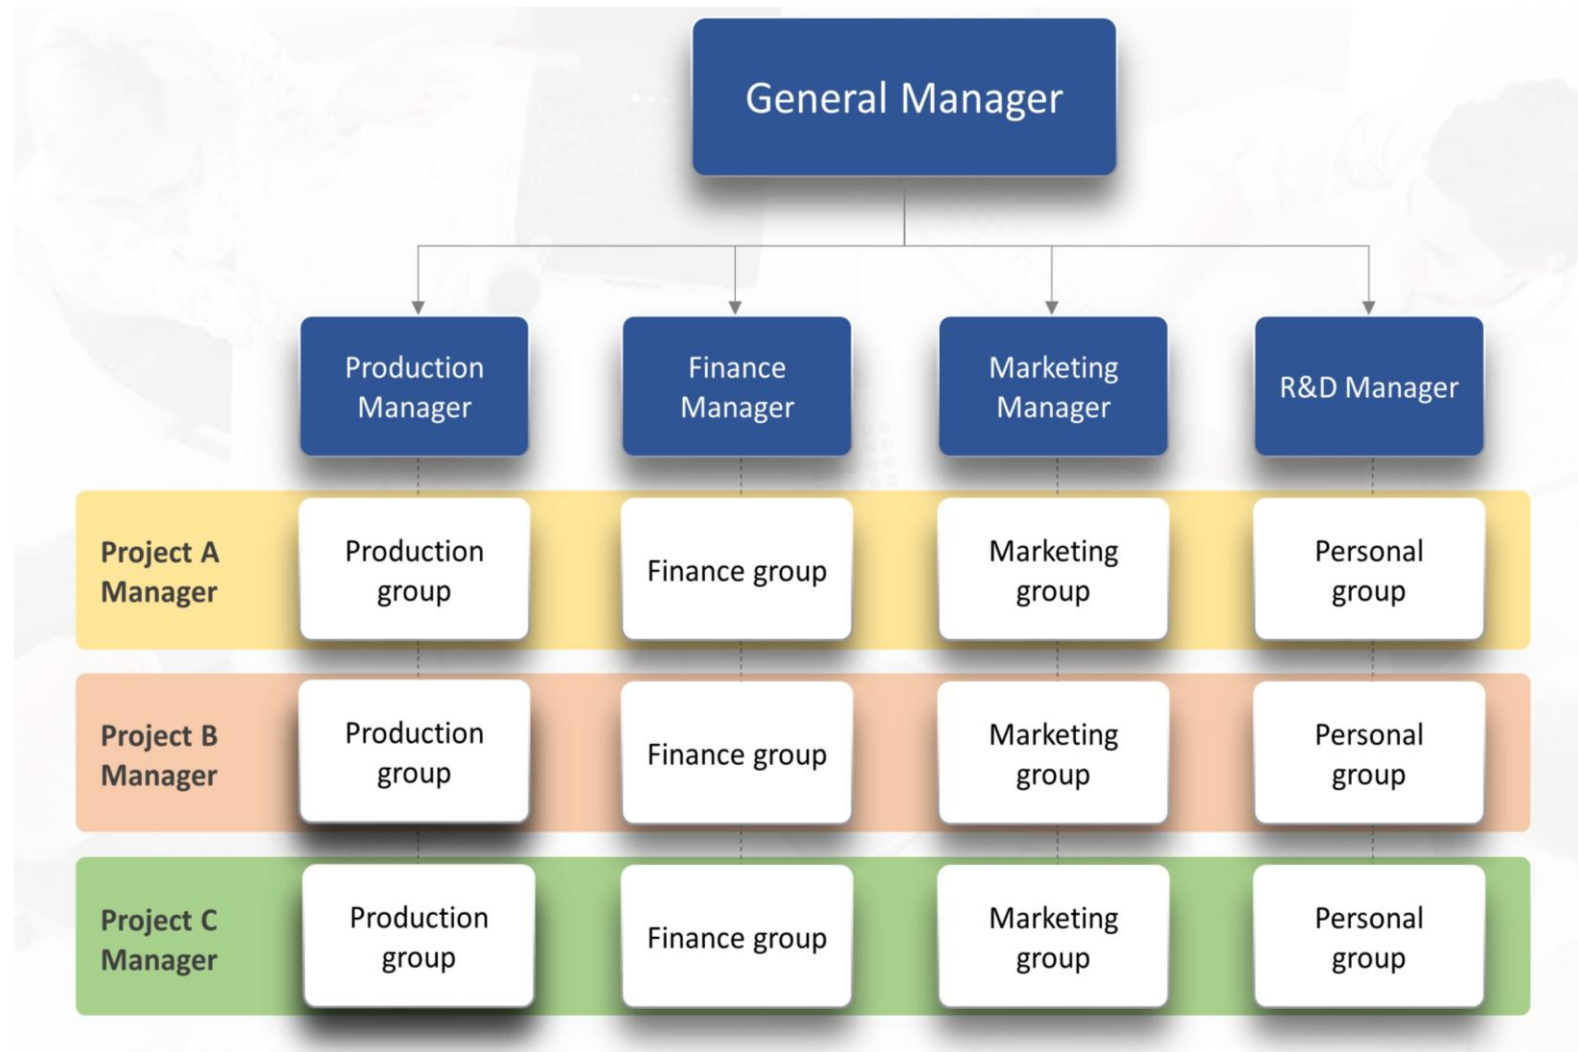 General Manager
Production
Manager
Finance
Manager
Marketing
Manager
R&D Manager
Project A
Manager
Production
group
Finance group
Marketing
group
Personal
group
Project B
Manager
Production
group
Finance group
Marketing
group
Personal
group
Project C
Manager
Production
group
Finance group
Marketing
group
Personal
group